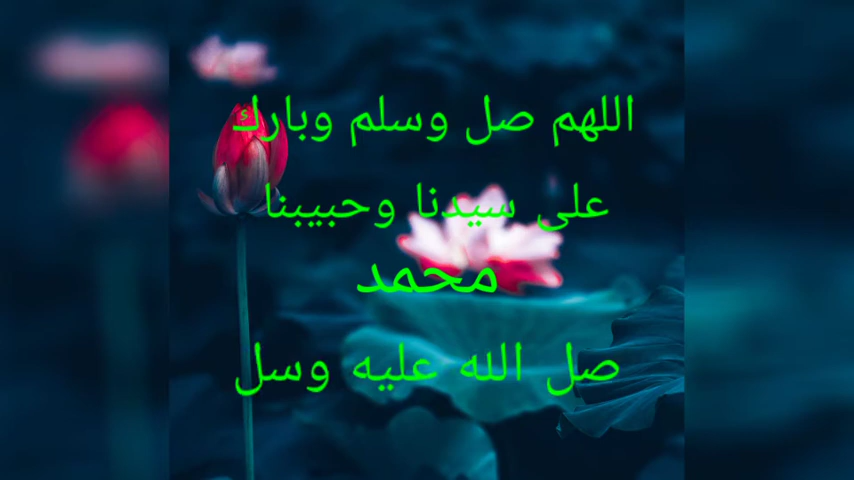 اللهم صل وسلم وبارك
على سيدنا وحبيبنا
محمد
صل الله عليه وسل